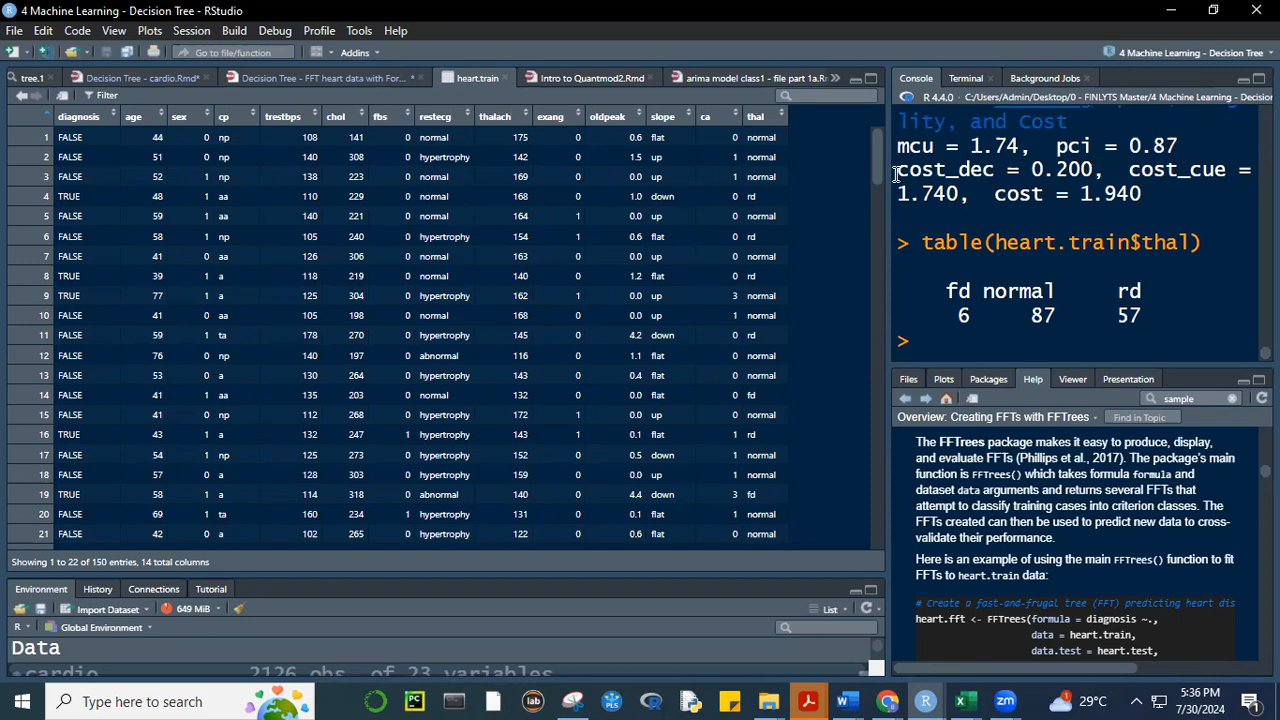 4 Machine Learning - Decision Tree - RStudio
File Edit Code View Plots Session Build Debug Profile Tools Help
Go to file/function Addins 4 Machine Learning - Decision Tree
tree.1 Decision Tree - cardio.Rmd* Decision Tree - FFT heart data with For... * heart.train Intro to Quantmod2.Rmd arima model class1 - file part 1a.R
Filter
diagnosis age sex cp trestbps chol fbs restecg thalach exang oldpeak slope ca thal
1 FALSE 44 0 np 108 141 0 normal 175 0 0.6 flat 0 normal
2 FALSE 51 0 np 140 308 0 hypertrophy 142 0 1.5 up 1 normal
3 FALSE 52 1 np 138 223 0 normal 169 0 0.0 up 1 normal
4 TRUE 48 1 aa 110 229 0 normal 168 0 1.0 down 0 rd
5 FALSE 59 1 aa 140 221 0 normal 164 1 0.0 up 0 normal
6 FALSE 58 1 np 105 240 0 hypertrophy 154 1 0.6 flat 0 rd
7 FALSE 41 0 aa 126 306 0 normal 163 0 0.0 up 0 normal
8 TRUE 39 1 a 118 219 0 normal 140 0 1.2 flat 0 rd
9 TRUE 77 1 a 125 304 0 hypertrophy 162 1 0.0 up 3 normal
10 FALSE 41 0 aa 105 198 0 normal 168 0 0.0 up 1 normal
11 FALSE 59 1 ta 178 270 0 hypertrophy 145 0 4.2 down 0 rd
12 FALSE 76 0 np 140 197 0 abnormal 116 0 1.1 flat 0 normal
13 FALSE 53 0 a 130 264 0 hypertrophy 143 0 0.4 flat 0 normal
14 FALSE 41 1 aa 135 203 0 normal 132 0 0.0 flat 0 fd
15 FALSE 41 0 np 112 268 0 hypertrophy 172 1 0.0 up 0 normal
16 TRUE 43 1 a 132 247 1 hypertrophy 143 1 0.1 flat 1 rd
17 FALSE 54 1 np 125 273 0 hypertrophy 152 0 0.5 down 1 normal
18 FALSE 57 0 a 128 303 0 hypertrophy 159 0 0.0 up 1 normal
19 TRUE 58 1 a 114 318 0 abnormal 140 0 4.4 down 3 fd
20 FALSE 69 1 ta 160 234 1 hypertrophy 131 0 0.1 flat 1 normal
21 FALSE 42 0 a 102 265 0 hypertrophy 122 0 0.6 flat 0 normal
Showing 1 to 22 of 150 entries, 14 total columns
Environment History Connections Tutorial
Import Dataset 649 MiB List
R Global Environment
Data
cardio 2126 obs. of 23 variables
Console Terminal Background Jobs
R 4.4.0 · C:/Users/Admin/Desktop/0 - FINLYTS Master/4 Machine Learning - Decision
lity, and Cost
mcu = 1.74, pci = 0.87
cost_dec = 0.200, cost_cue =
1.740, cost = 1.940
> table(heart.train$thal)
fd normal rd
6 87 57
>
Files Plots Packages Help Viewer Presentation
sample
Overview: Creating FFTs with FFTrees Find in Topic
The FFTrees package makes it easy to produce, display,
and evaluate FFTs (Phillips et al., 2017). The package's main
function is FFTrees() which takes formula formula and
dataset data arguments and returns several FFTs that
attempt to classify training cases into criterion classes. The
FFTs created can then be used to predict new data to cross-
validate their performance.
Here is an example of using the main FFTrees() function to fit
FFTs to heart.train data:
# Create a fast-and-frugal tree (FFT) predicting heart dis
heart.fft <- FFTrees(formula = diagnosis ~.,
data = heart.train,
data.test = heart.test,
Type here to search
PC
lab
PLS
29°C
5:36 PM
7/30/2024